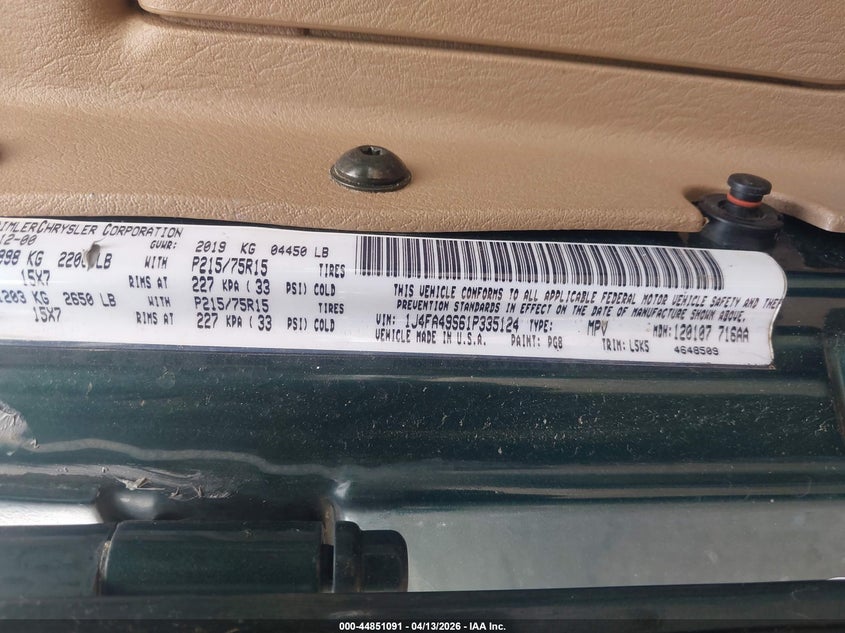 IMLERCHRYSLER CORPORATION
12-00
GVWR: 2019 KG 04450 LB
998 KG LB WITH P215/75R15 TIRES
15X7 RIMS AT 227 KPA ( 33 PSI) COLD
1203 KG 2650 LB WITH P215/75R15 TIRES
15X7 RIMS AT 227 KPA ( 33 PSI) COLD
THIS VEHICLE CONFORMS TO ALL APPLICABLE FEDERAL MOTOR VEHICLE SAFETY AND THEFT
PREVENTION STANDARDS IN EFFECT ON THE DATE OF MANUFACTURE SHOWN ABOVE.
VIN: 1J4FA49S61P335124 TYPE: MPV MDH: 120107 716AA
VEHICLE MADE IN U.S.A. PAINT: PG8 TRIM: L5K5 4648509
000-44851091 - 04/13/2026 - IAA Inc.